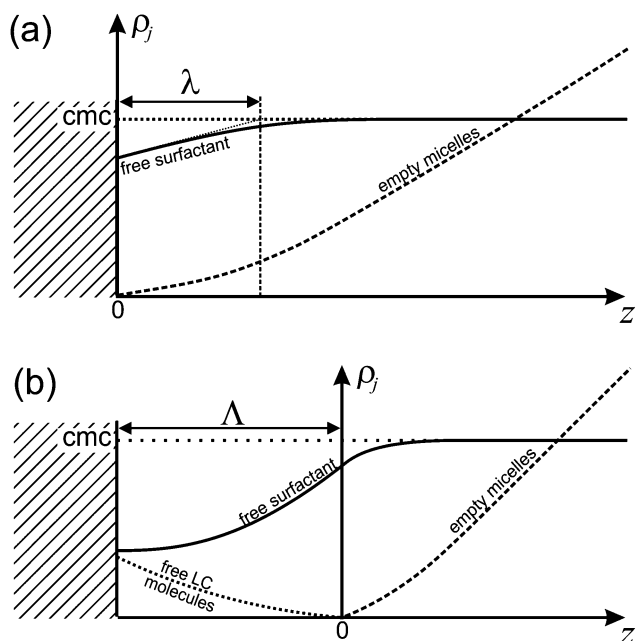 (a)
ρj
λ
cmc
free surfactant
empty micelles
0
z
(b)
ρj
Λ
cmc
free surfactant
empty micelles
free LC
molecules
0
z